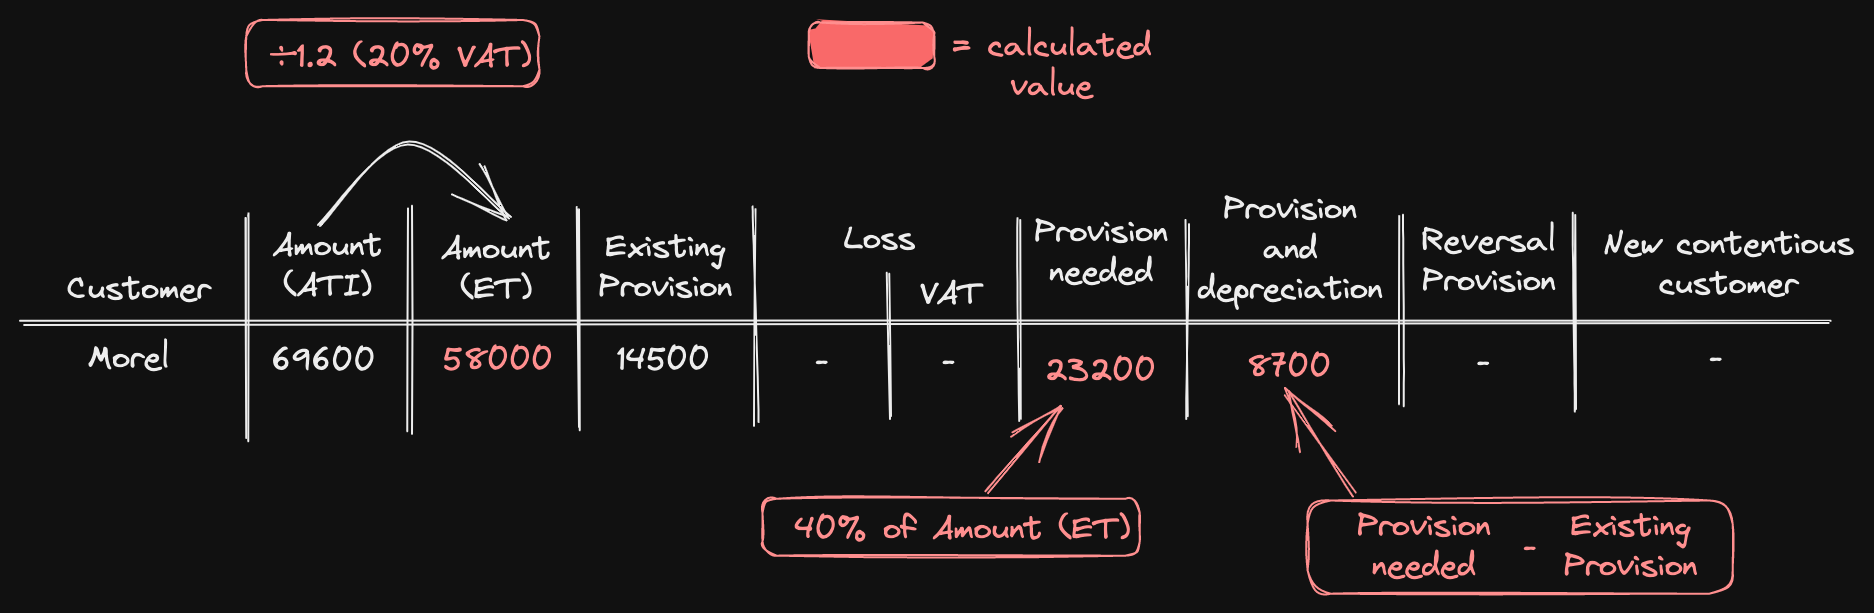 ÷1.2 (20% VAT)
= calculated
value
Customer
Amount
(ATI)
Amount
(ET)
Existing
Provision
Loss
VAT
Provision
needed
Provision
and
depreciation
Reversal
Provision
New contentious
customer
Morel
69600
58000
14500
-
-
23200
8700
-
-
40% of Amount (ET)
Provision
needed
-
Existing
Provision